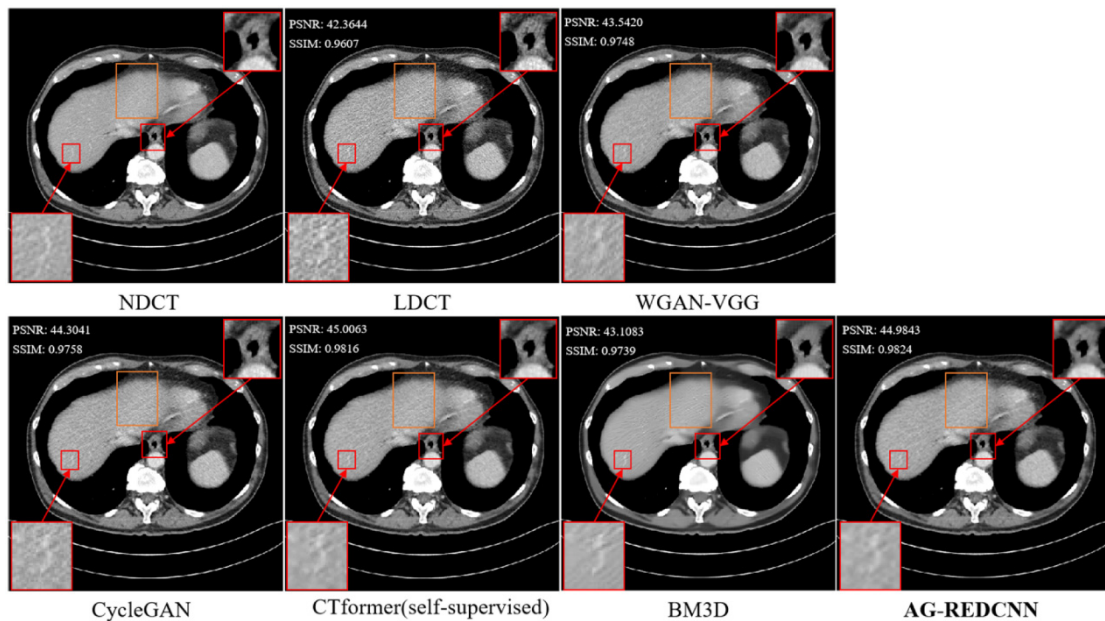 PSNR: 42.3644
SSIM: 0.9607
PSNR: 43.5420
SSIM: 0.9748
NDCT
LDCT
WGAN-VGG
PSNR: 44.3041
SSIM: 0.9758
PSNR: 45.0063
SSIM: 0.9816
PSNR: 43.1083
SSIM: 0.9739
PSNR: 44.9843
SSIM: 0.9824
CycleGAN
CTformer(self-supervised)
BM3D
AG-REDCNN